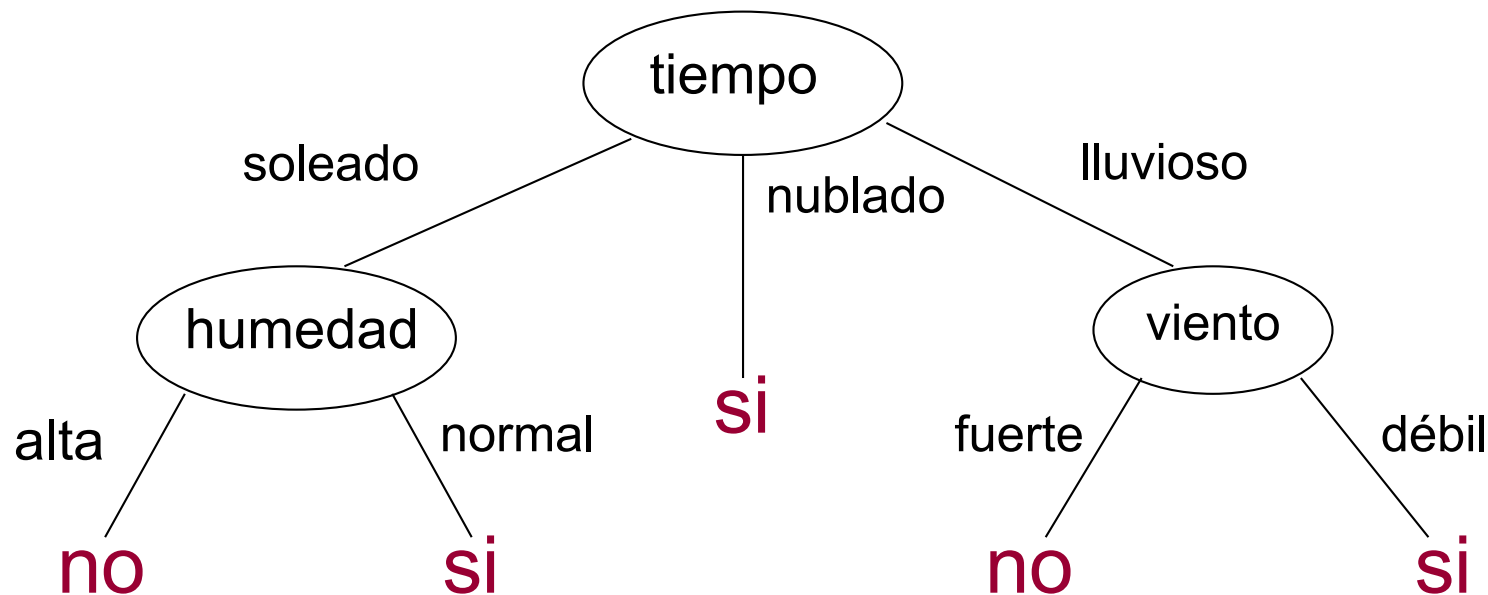 tiempo
soleado
nublado
lluvioso
humedad
viento
alta
normal
si
fuerte
débil
no
si
no
si